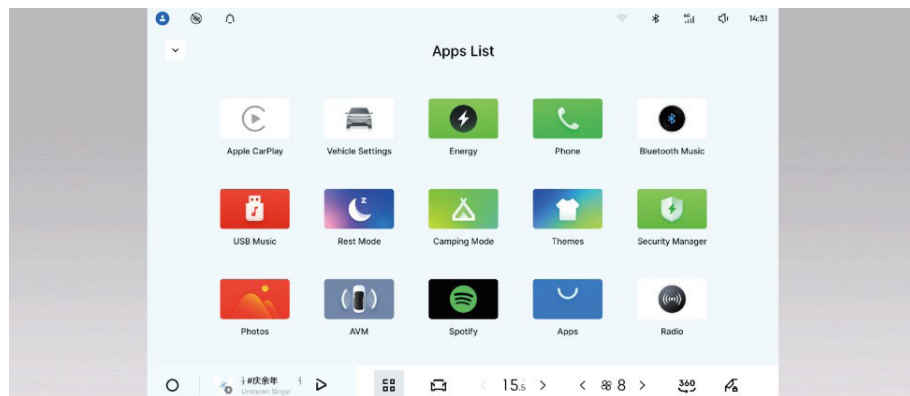 5G 14:31
Apps List
Apple CarPlay Vehicle Settings Energy Phone Bluetooth Music
USB Music Rest Mode Camping Mode Themes Security Manager
Photos AVM Spotify Apps Radio
#庆余年
Unknown Singer
15.5 8 360